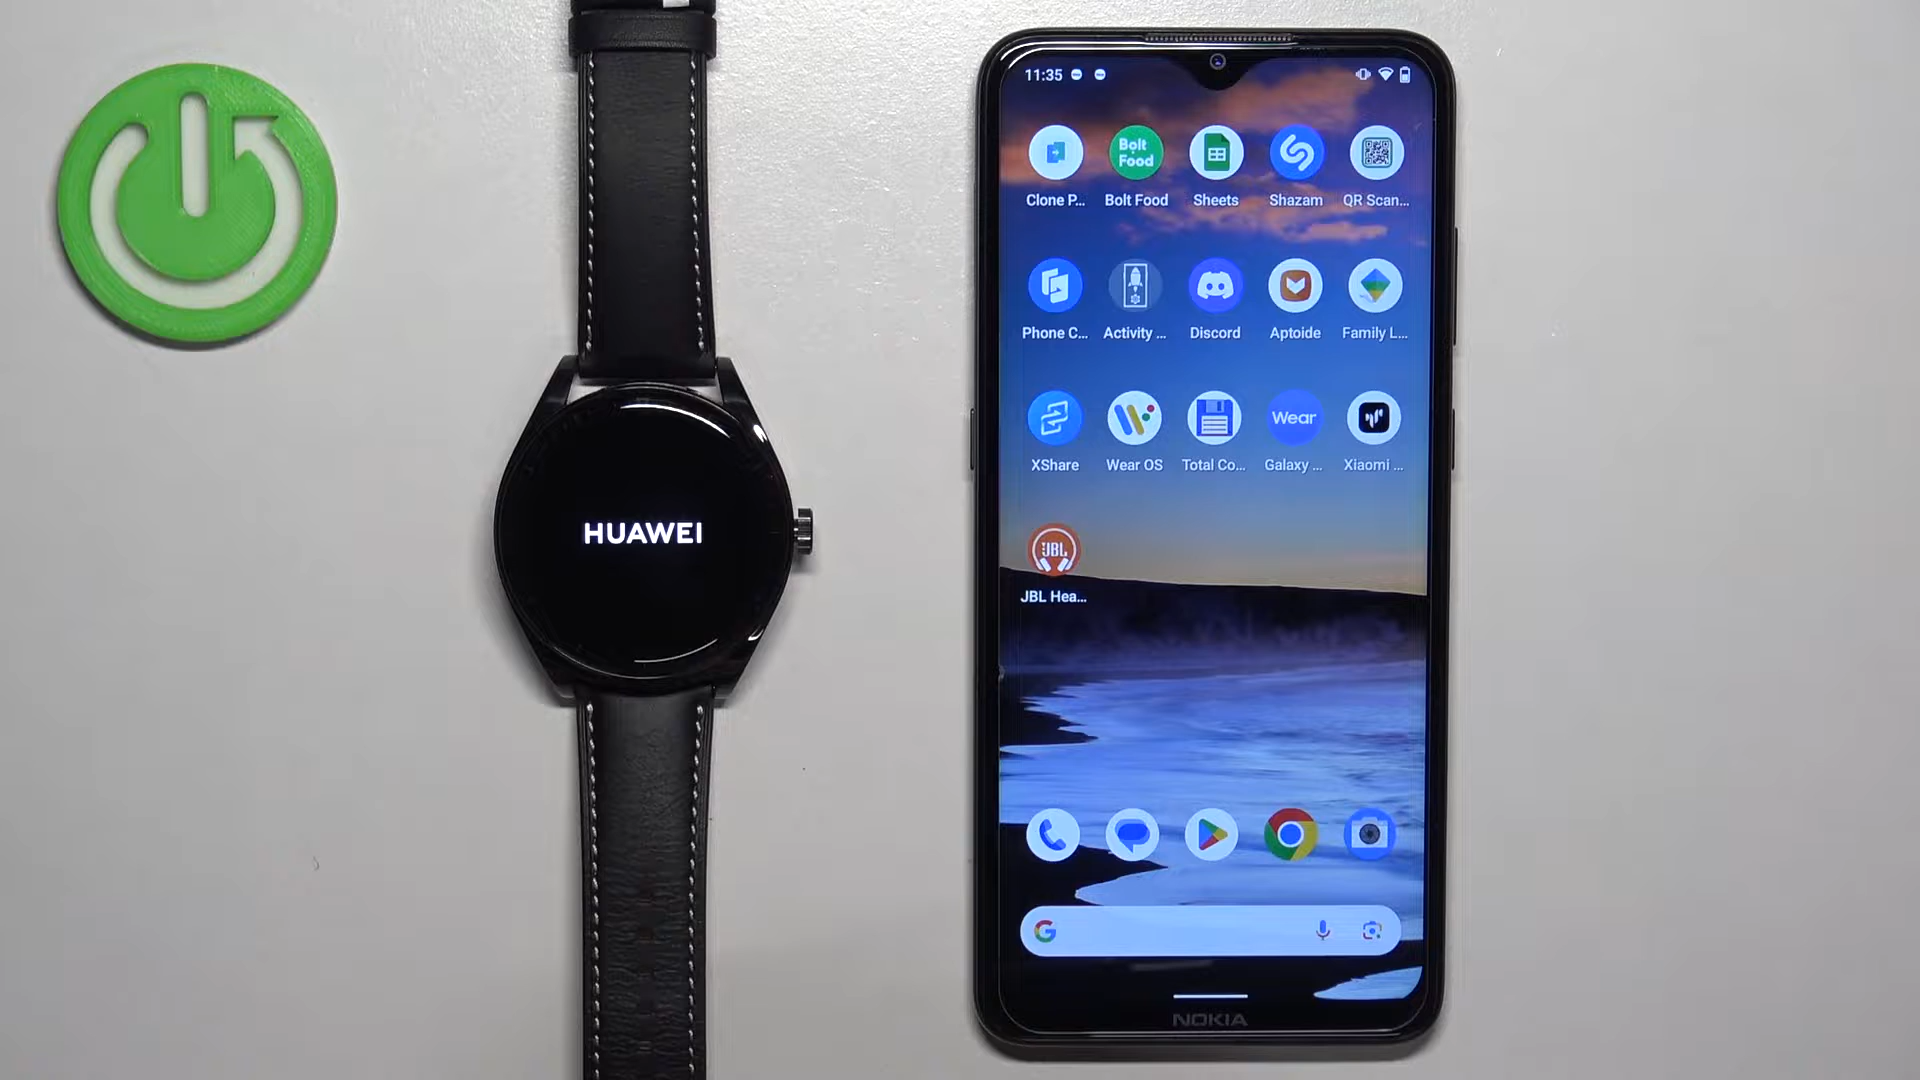 HUAWEI
11:35
Bolt
Food
Clone P...
Bolt Food
Sheets
Shazam
QR Scan...
Phone C...
Activity ...
Discord
Aptoide
Family L...
Wear
XShare
Wear OS
Total Co...
Galaxy ...
Xiaomi ...
JBL
JBL Hea...
G
NOKIA